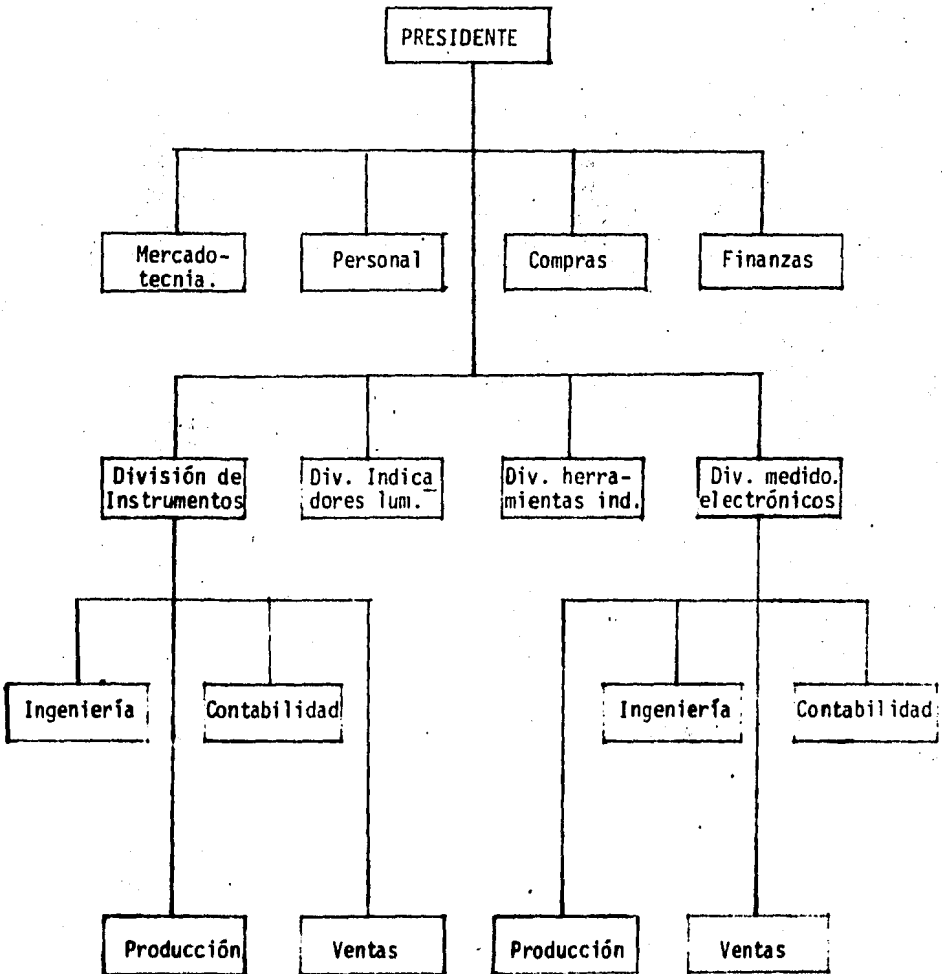 PRESIDENTE
Mercado-
tecnia.
Personal
Compras
Finanzas
División de
Instrumentos
Div. Indica
dores lum.
Div. herra-
mientas ind.
Div. medido.
electrónicos
Ingeniería
Contabilidad
Ingeniería
Contabilidad
Producción
Ventas
Producción
Ventas